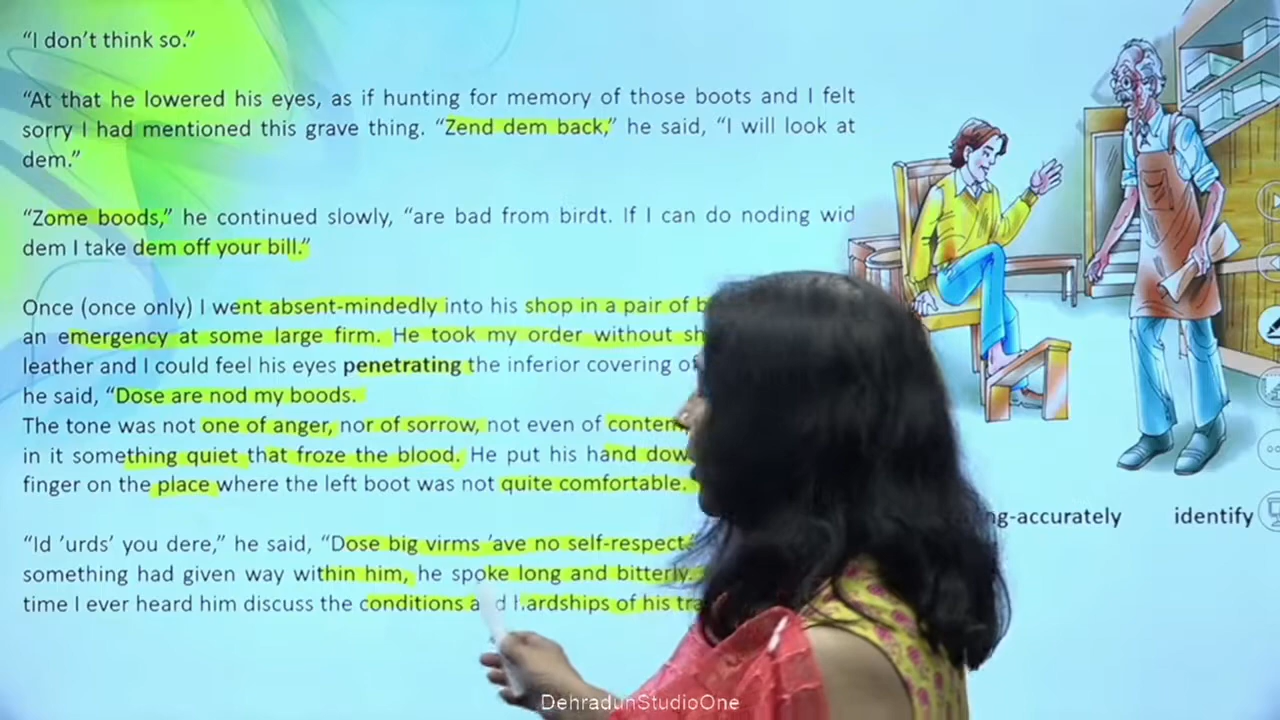 “I don’t think so.”
“At that he lowered his eyes, as if hunting for memory of those boots and I felt
sorry I had mentioned this grave thing. “Zend dem back,” he said, “I will look at
dem.”
“Zome boods,” he continued slowly, “are bad from birdt. If I can do noding wid
dem I take dem off your bill.”
Once (once only) I went absent-mindedly into his shop in a pair of
an emergency at some large firm. He took my order without
leather and I could feel his eyes penetrating the inferior covering of
he said, “Dose are nod my boods.
The tone was not one of anger, nor of sorrow, not even of
in it something quiet that froze the blood. He put his hand
finger on the place where the left boot was not quite comfortable.
“Id ’urds’ you dere,” he said, “Dose big virms ’ave no self-respect.
something had given way within him, he spoke long and bitterly.
time I ever heard him discuss the conditions and hardships of his
accurately identify
DehradunStudioOne